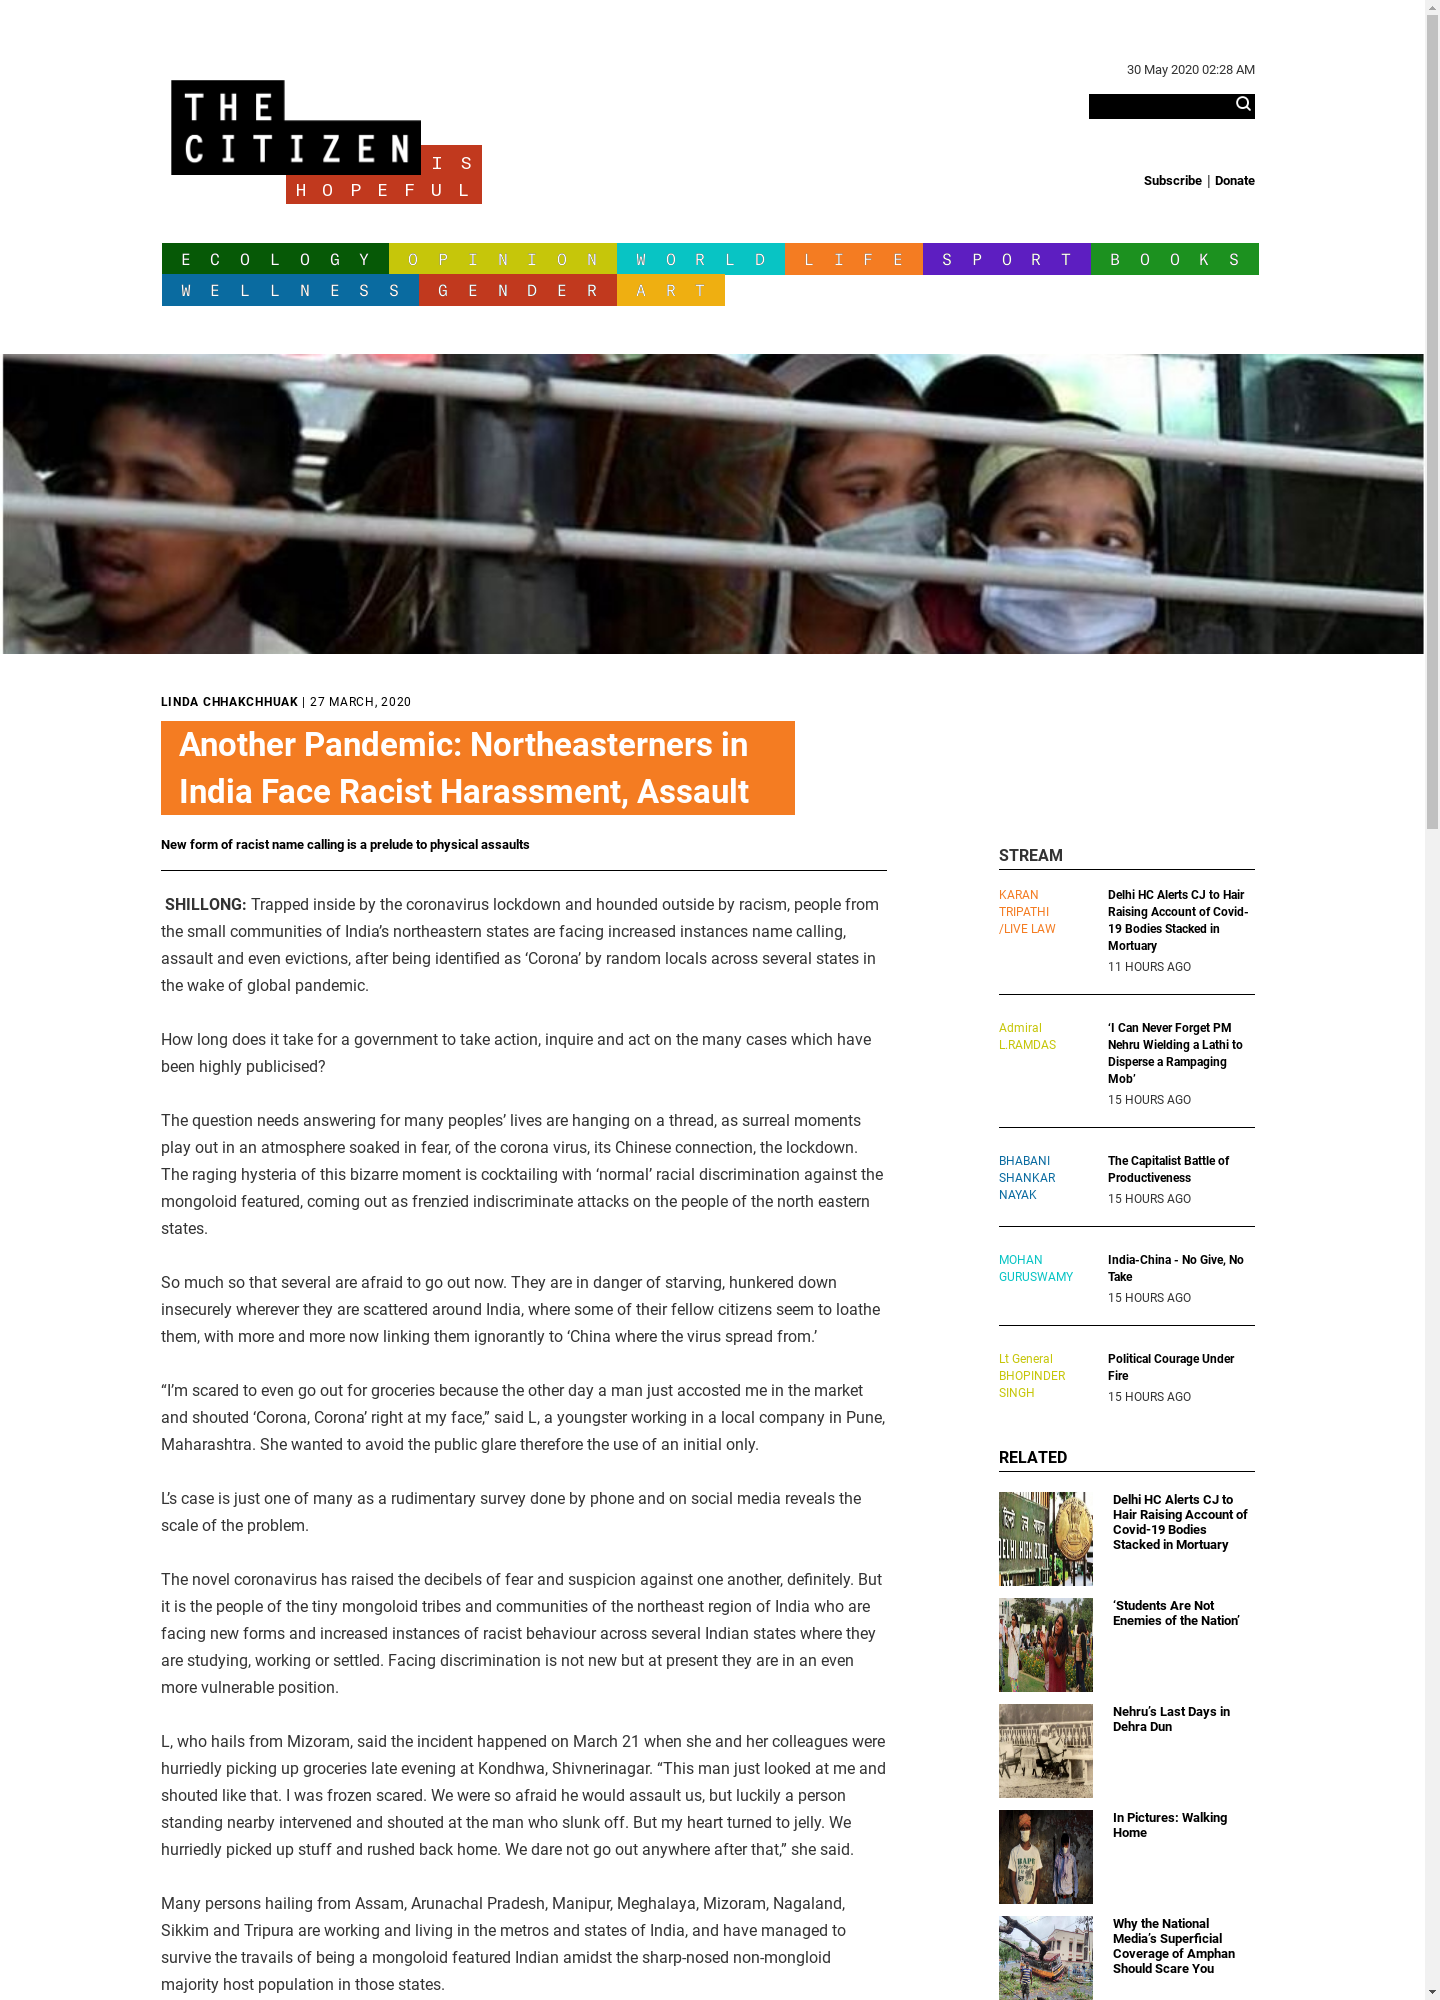 30 May 2020 02:28 AM
THE
CITIZEN
IS
HOPEFUL
Subscribe | Donate
ECOLOGY OPINION WORLD LIFE SPORT BOOKS
WELLNESS GENDER ART
LINDA CHHAKCHHUAK | 27 MARCH, 2020
Another Pandemic: Northeasterners in
India Face Racist Harassment, Assault
New form of racist name calling is a prelude to physical assaults
SHILLONG: Trapped inside by the coronavirus lockdown and hounded outside by racism, people from
the small communities of India’s northeastern states are facing increased instances name calling,
assault and even evictions, after being identified as ‘Corona’ by random locals across several states in
the wake of global pandemic.
How long does it take for a government to take action, inquire and act on the many cases which have
been highly publicised?
The question needs answering for many peoples’ lives are hanging on a thread, as surreal moments
play out in an atmosphere soaked in fear, of the corona virus, its Chinese connection, the lockdown.
The raging hysteria of this bizarre moment is cocktailing with ‘normal’ racial discrimination against the
mongoloid featured, coming out as frenzied indiscriminate attacks on the people of the north eastern
states.
So much so that several are afraid to go out now. They are in danger of starving, hunkered down
insecurely wherever they are scattered around India, where some of their fellow citizens seem to loathe
them, with more and more now linking them ignorantly to ‘China where the virus spread from.’
“I’m scared to even go out for groceries because the other day a man just accosted me in the market
and shouted ‘Corona, Corona’ right at my face,” said L, a youngster working in a local company in Pune,
Maharashtra. She wanted to avoid the public glare therefore the use of an initial only.
L’s case is just one of many as a rudimentary survey done by phone and on social media reveals the
scale of the problem.
The novel coronavirus has raised the decibels of fear and suspicion against one another, definitely. But
it is the people of the tiny mongoloid tribes and communities of the northeast region of India who are
facing new forms and increased instances of racist behaviour across several Indian states where they
are studying, working or settled. Facing discrimination is not new but at present they are in an even
more vulnerable position.
L, who hails from Mizoram, said the incident happened on March 21 when she and her colleagues were
hurriedly picking up groceries late evening at Kondhwa, Shivnerinagar. “This man just looked at me and
shouted like that. I was frozen scared. We were so afraid he would assault us, but luckily a person
standing nearby intervened and shouted at the man who slunk off. But my heart turned to jelly. We
hurriedly picked up stuff and rushed back home. We dare not go out anywhere after that,” she said.
Many persons hailing from Assam, Arunachal Pradesh, Manipur, Meghalaya, Mizoram, Nagaland,
Sikkim and Tripura are working and living in the metros and states of India, and have managed to
survive the travails of being a mongoloid featured Indian amidst the sharp-nosed non-mongloid
majority host population in those states.
STREAM
KARAN
TRIPATHI
/LIVE LAW
Delhi HC Alerts CJ to Hair
Raising Account of Covid-
19 Bodies Stacked in
Mortuary
11 HOURS AGO
Admiral
L.RAMDAS
‘I Can Never Forget PM
Nehru Wielding a Lathi to
Disperse a Rampaging
Mob’
15 HOURS AGO
BHABANI
SHANKAR
NAYAK
The Capitalist Battle of
Productiveness
15 HOURS AGO
MOHAN
GURUSWAMY
India-China - No Give, No
Take
15 HOURS AGO
Lt General
BHOPINDER
SINGH
Political Courage Under
Fire
15 HOURS AGO
RELATED
Delhi HC Alerts CJ to
Hair Raising Account of
Covid-19 Bodies
Stacked in Mortuary
‘Students Are Not
Enemies of the Nation’
Nehru’s Last Days in
Dehra Dun
In Pictures: Walking
Home
Why the National
Media’s Superficial
Coverage of Amphan
Should Scare You